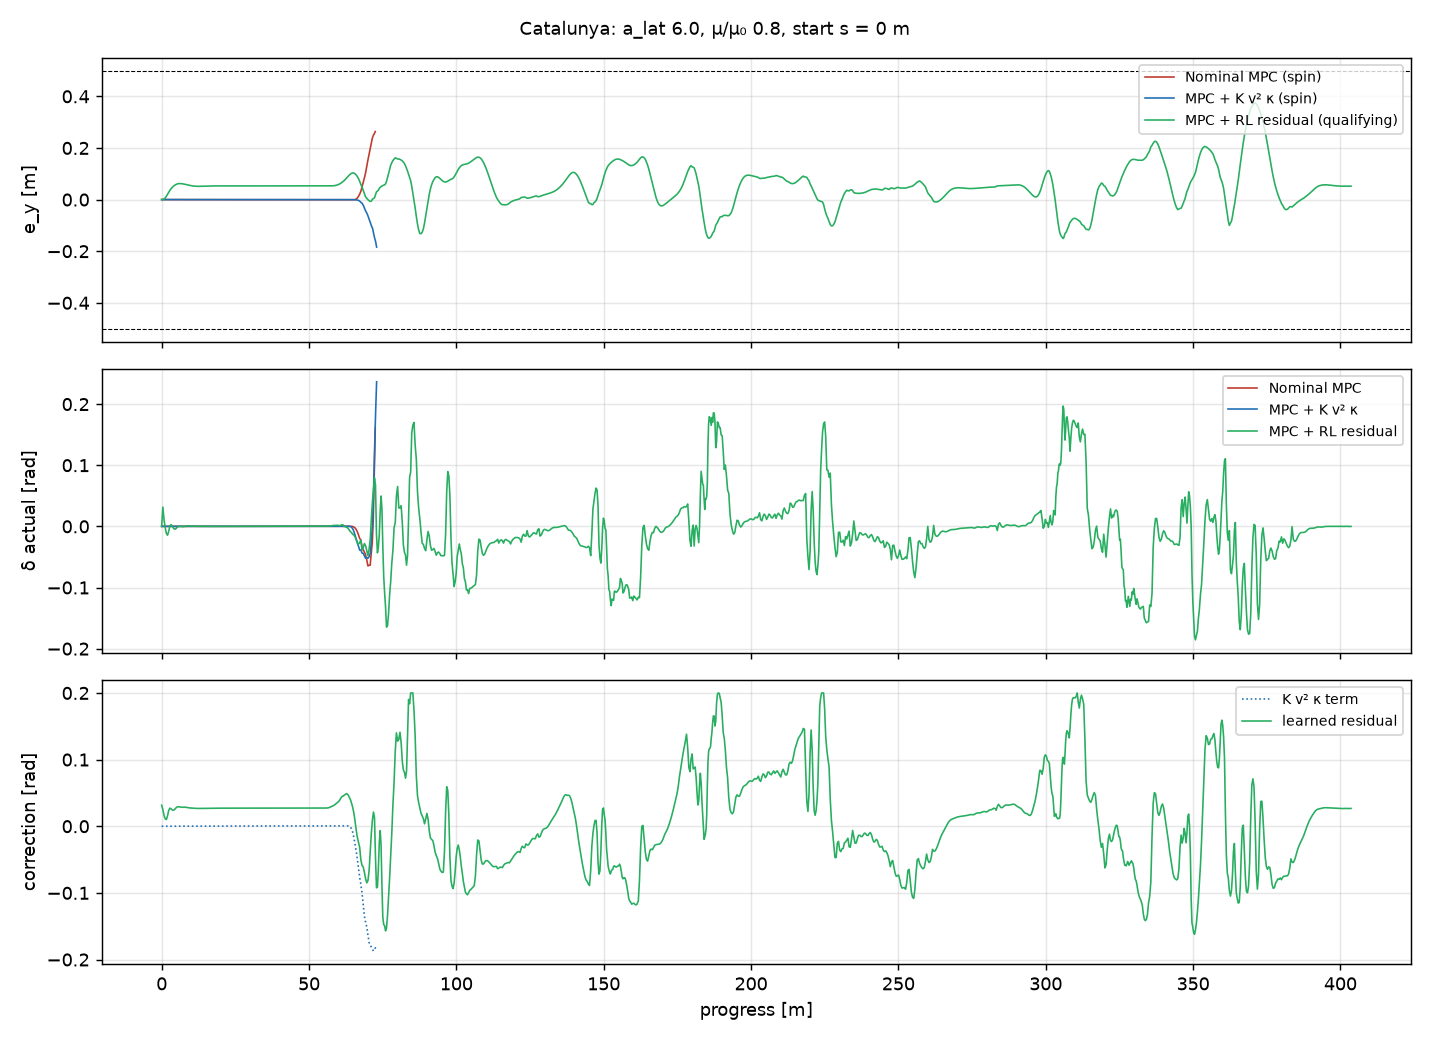 Catalunya: a_lat 6.0, μ/μ₀ 0.8, start s = 0 m
e_y [m]
0.4
0.2
0.0
−0.2
−0.4
Nominal MPC (spin)
MPC + K v² κ (spin)
MPC + RL residual (qualifying)
δ actual [rad]
0.2
0.1
0.0
−0.1
−0.2
Nominal MPC
MPC + K v² κ
MPC + RL residual
correction [rad]
0.2
0.1
0.0
−0.1
−0.2
K v² κ term
learned residual
0
50
100
150
200
250
300
350
400
progress [m]